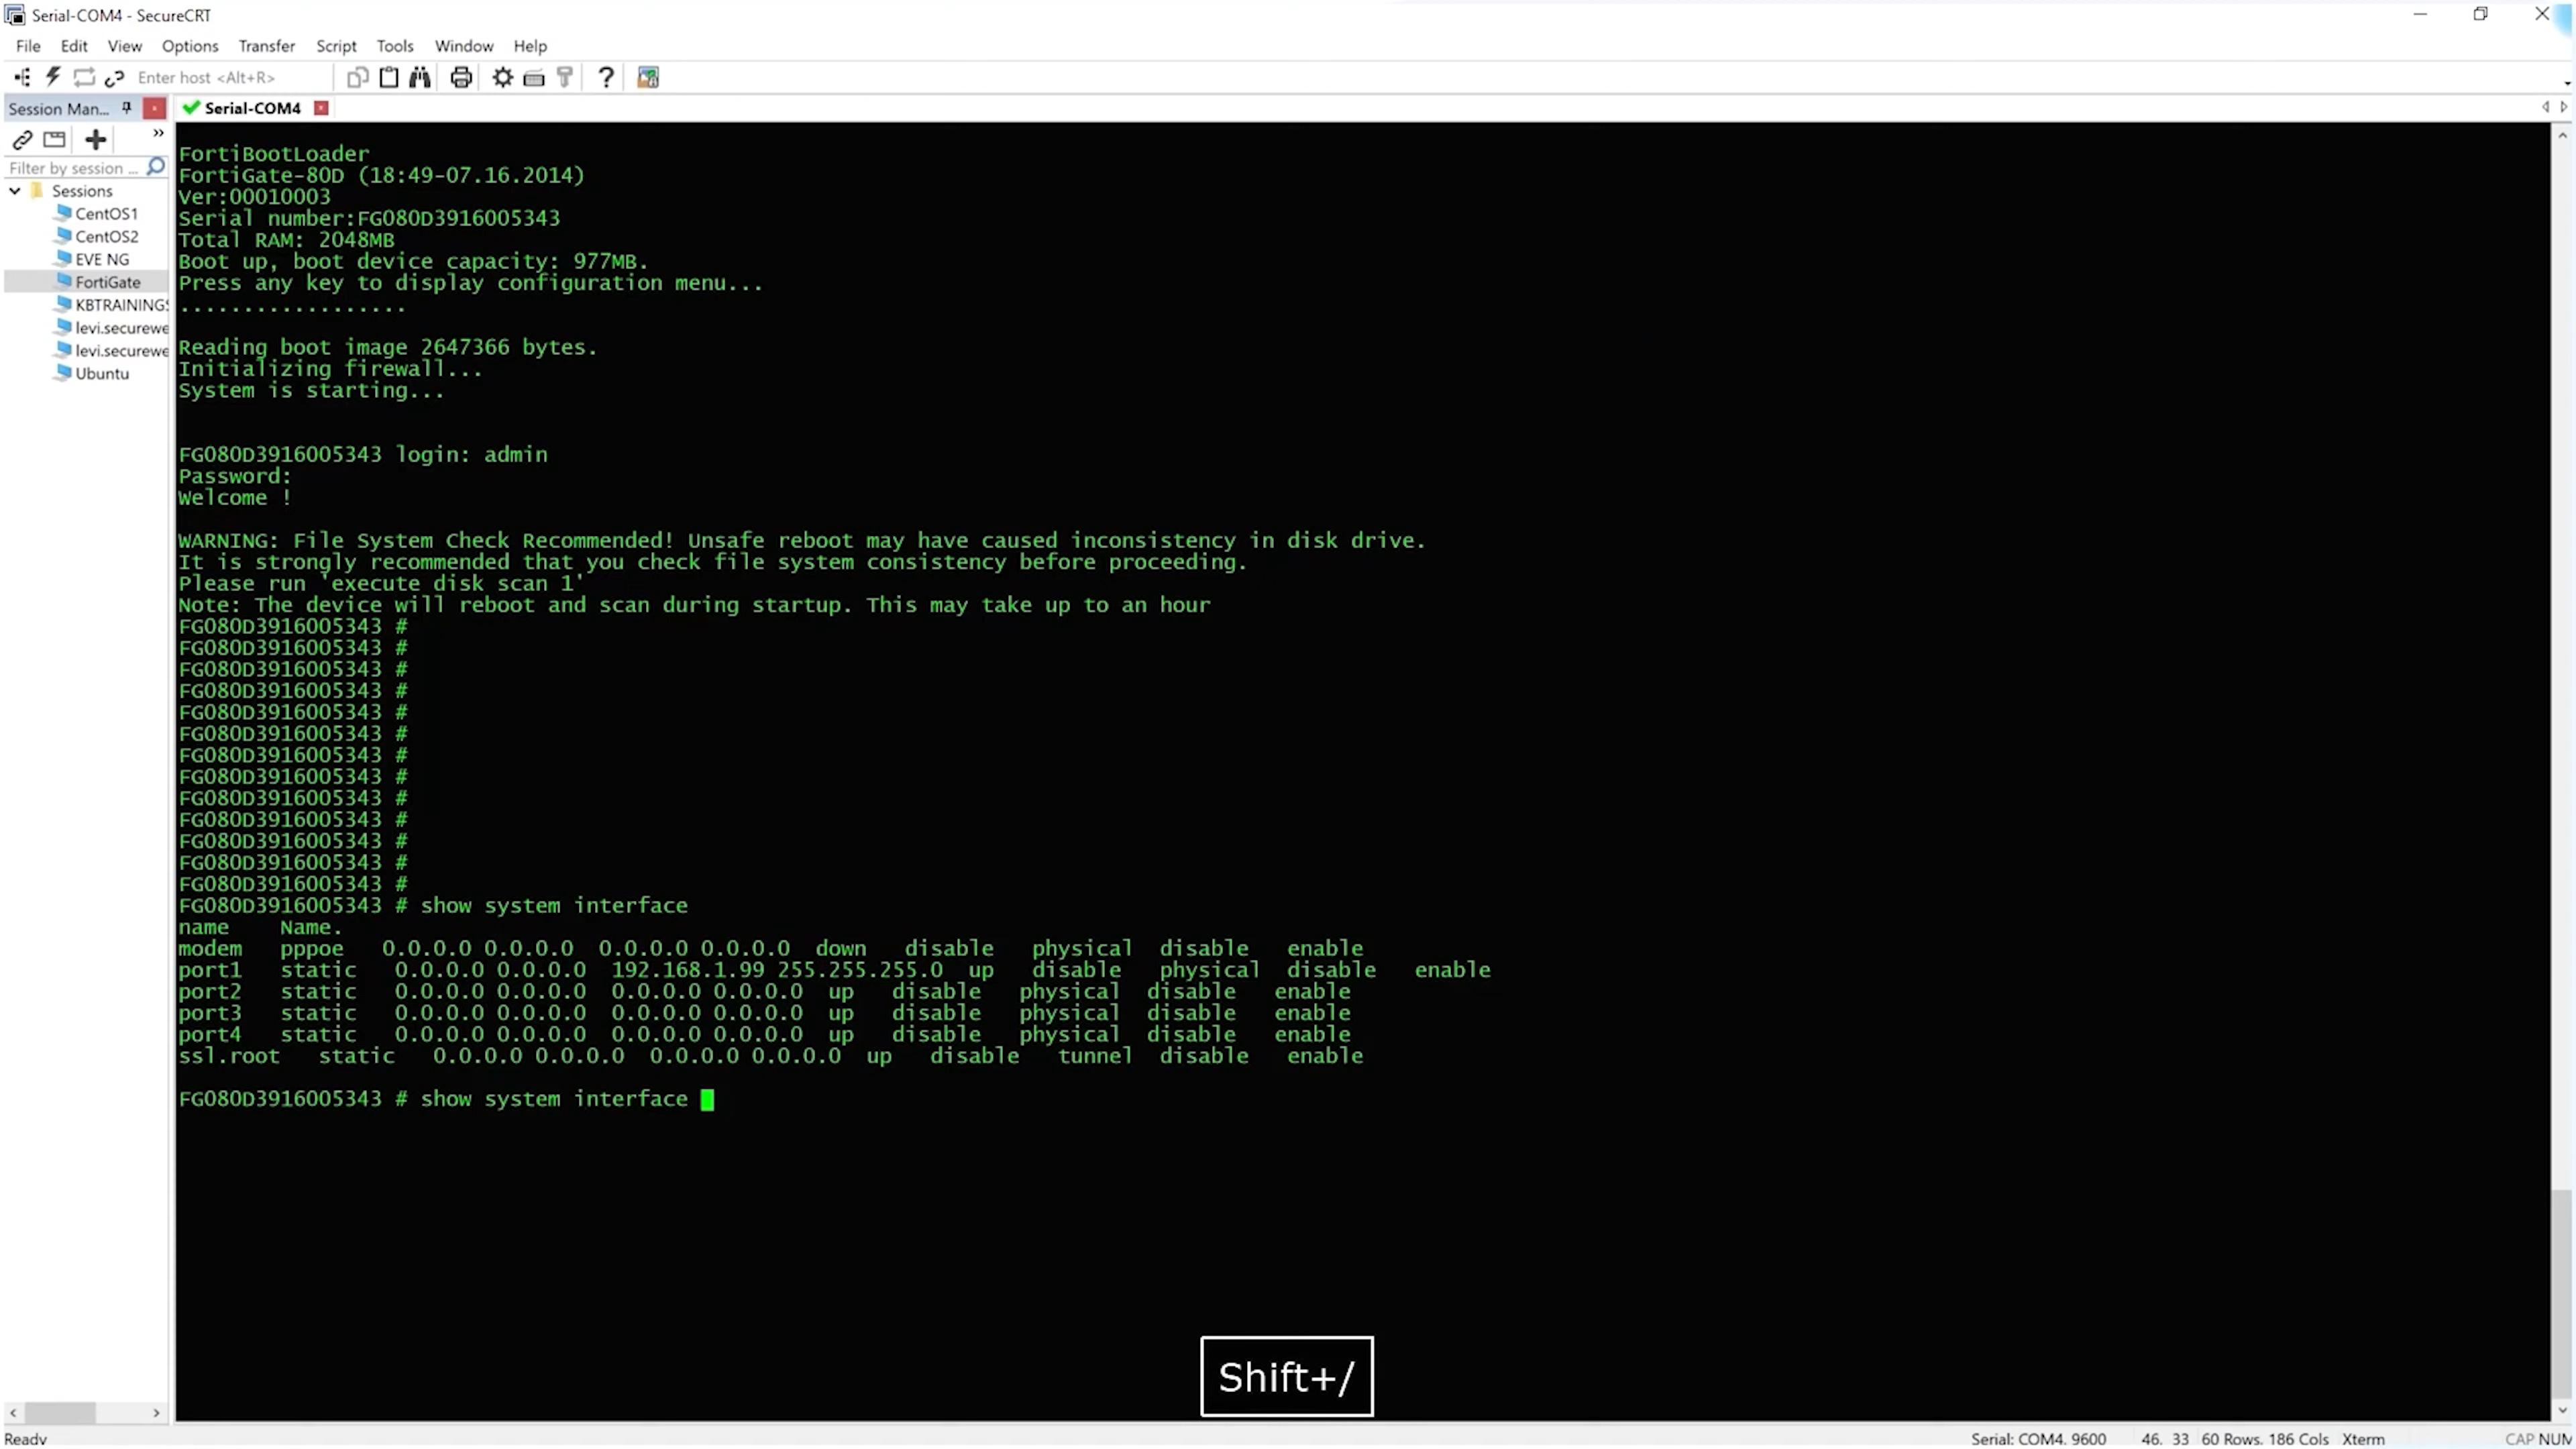 Serial-COM4 - SecureCRT
File Edit View Options Transfer Script Tools Window Help
Enter host <Alt+R>
Session Man...
Serial-COM4
Filter by session ...
Sessions
CentOS1
CentOS2
EVE NG
FortiGate
KBTRAININGS
levi.securewe
levi.securewe
Ubuntu
FortiBootLoader
FortiGate-80D (18:49-07.16.2014)
Ver:00010003
Serial number:FG080D3916005343
Total RAM: 2048MB
Boot up, boot device capacity: 977MB.
Press any key to display configuration menu...
..................
Reading boot image 2647366 bytes.
Initializing firewall...
System is starting...
FG080D3916005343 login: admin
Password:
Welcome !
WARNING: File System Check Recommended! Unsafe reboot may have caused inconsistency in disk drive.
It is strongly recommended that you check file system consistency before proceeding.
Please run 'execute disk scan 1'
Note: The device will reboot and scan during startup. This may take up to an hour
FG080D3916005343 #
FG080D3916005343 #
FG080D3916005343 #
FG080D3916005343 #
FG080D3916005343 #
FG080D3916005343 #
FG080D3916005343 #
FG080D3916005343 #
FG080D3916005343 #
FG080D3916005343 #
FG080D3916005343 #
FG080D3916005343 #
FG080D3916005343 #
FG080D3916005343 # show system interface
name    Name.
modem   pppoe   0.0.0.0 0.0.0.0  0.0.0.0 0.0.0.0  down   disable   physical  disable   enable
port1   static   0.0.0.0 0.0.0.0  192.168.1.99 255.255.255.0  up   disable   physical  disable   enable
port2   static   0.0.0.0 0.0.0.0  0.0.0.0 0.0.0.0  up   disable   physical  disable   enable
port3   static   0.0.0.0 0.0.0.0  0.0.0.0 0.0.0.0  up   disable   physical  disable   enable
port4   static   0.0.0.0 0.0.0.0  0.0.0.0 0.0.0.0  up   disable   physical  disable   enable
ssl.root   static   0.0.0.0 0.0.0.0  0.0.0.0 0.0.0.0  up   disable   tunnel  disable   enable
FG080D3916005343 # show system interface
Shift+/
Ready
Serial: COM4, 9600 46, 33 60 Rows, 186 Cols Xterm CAP NUM